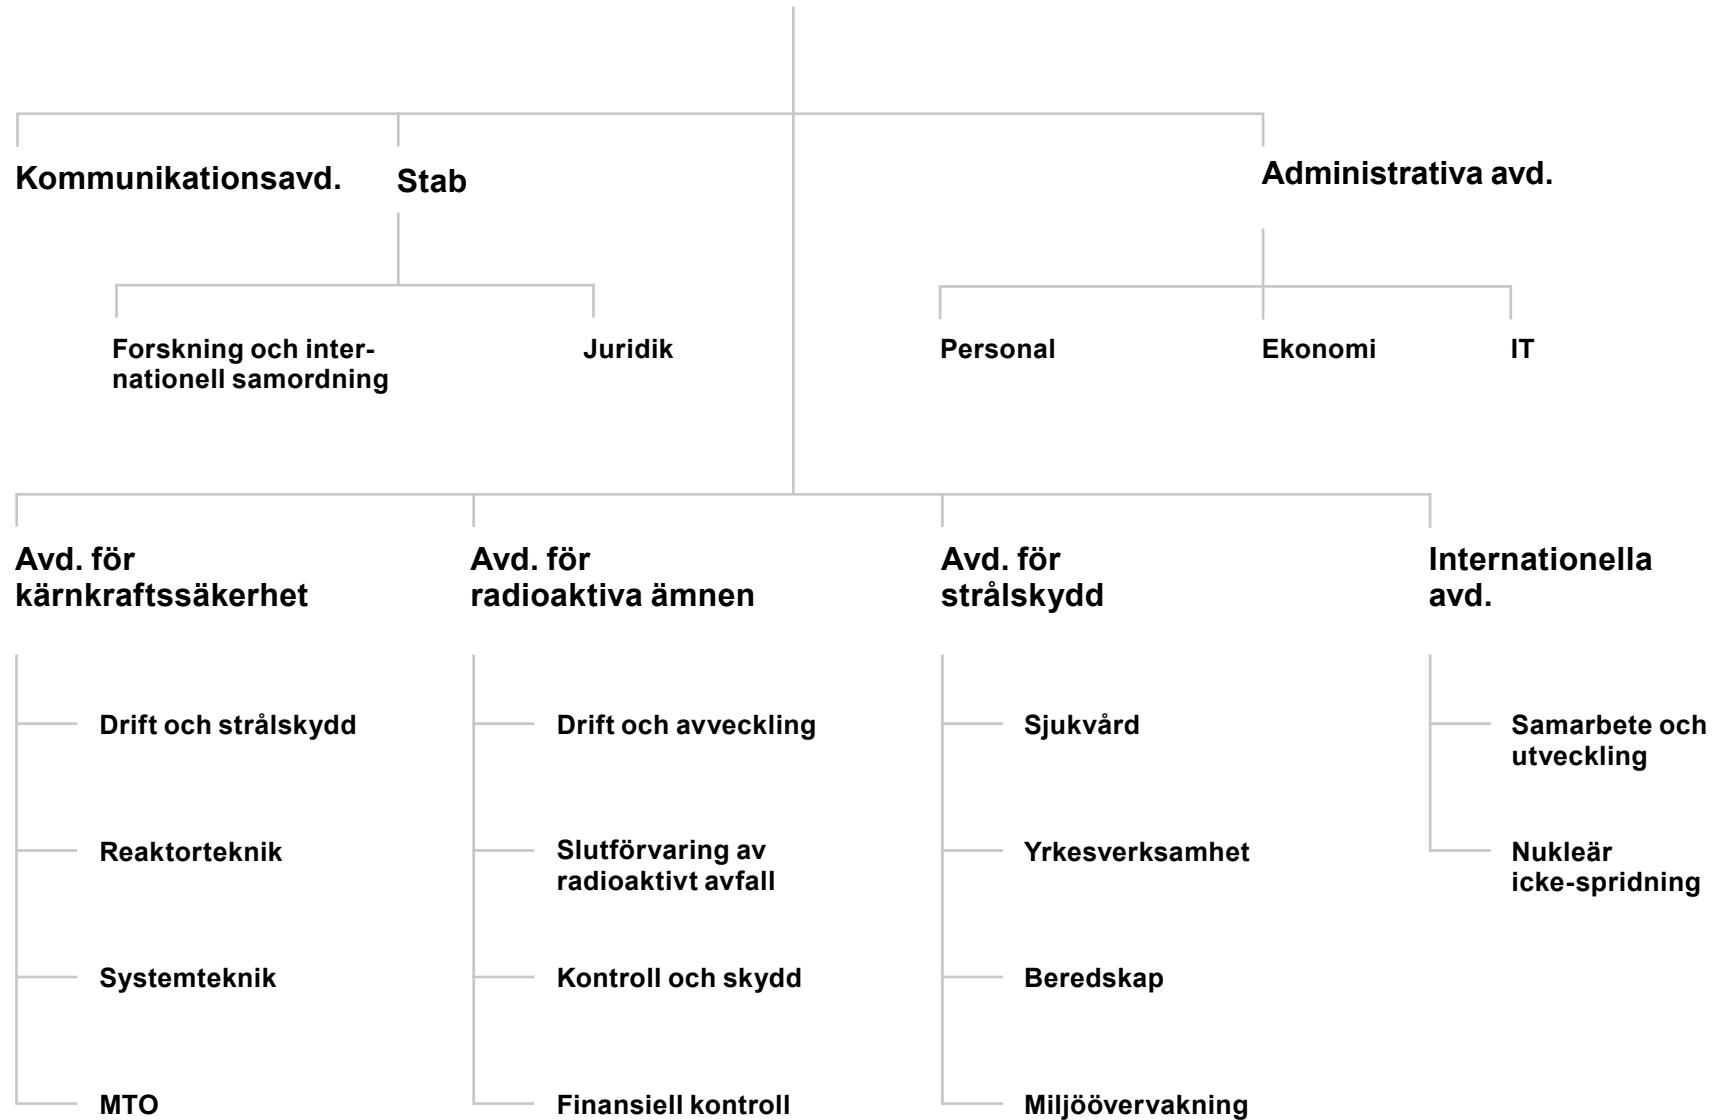 Kommunikationsavd.
Stab
Administrativa avd.
Forskning och inter-
nationell samordning
Juridik
Personal
Ekonomi
IT
Avd. för
kärnkraftssäkerhet
Avd. för
radioaktiva ämnen
Avd. för
strålskydd
Internationella
avd.
Drift och strålskydd
Reaktorteknik
Systemteknik
MTO
Drift och avveckling
Slutförvaring av
radioaktivt avfall
Kontroll och skydd
Finansiell kontroll
Sjukvård
Yrkesverksamhet
Beredskap
Miljöövervakning
Samarbete och
utveckling
Nukleär
icke-spridning